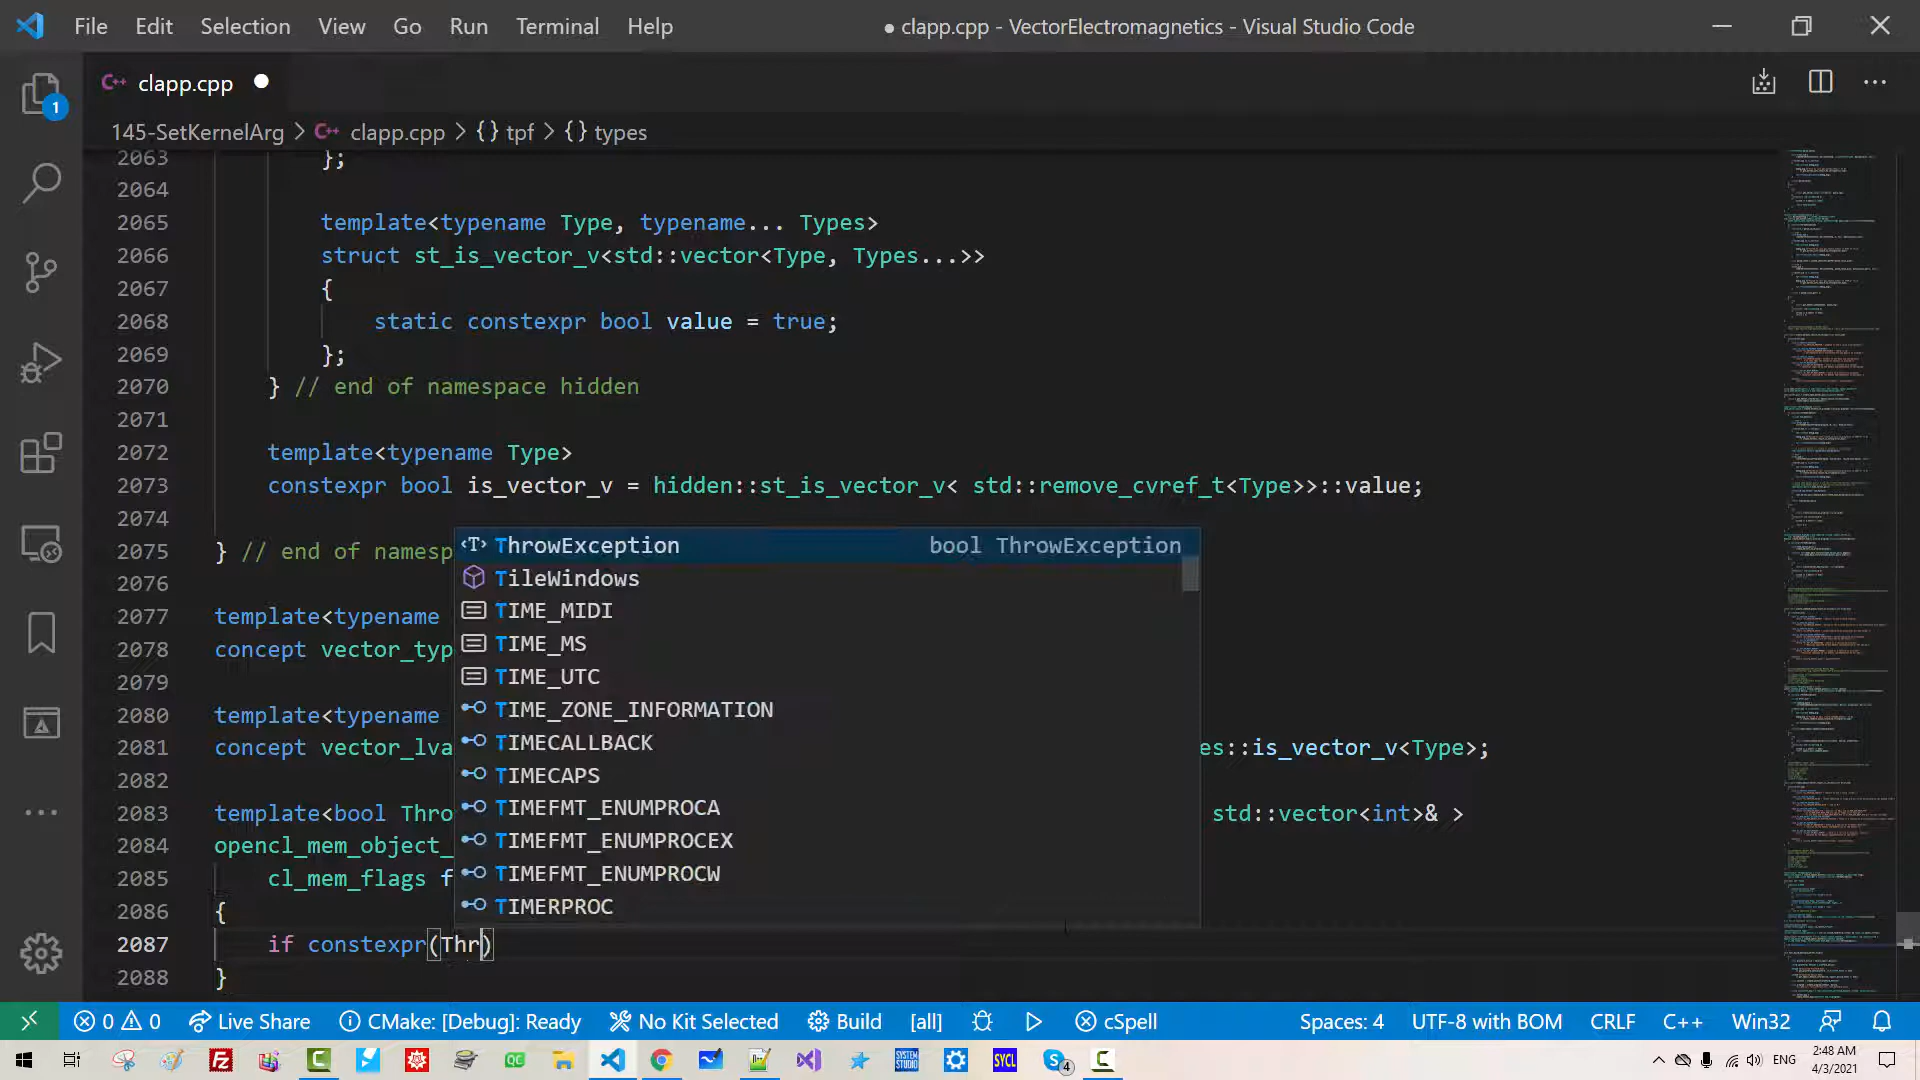 File Edit Selection View Go Run Terminal Help
● clapp.cpp - VectorElectromagnetics - Visual Studio Code
C++ clapp.cpp ●
1
145-SetKernelArg > C++ clapp.cpp > {} tpf > {} types
2063 };
2064
2065 template<typename Type, typename... Types>
2066 struct st_is_vector_v<std::vector<Type, Types...>>
2067 {
2068 static constexpr bool value = true;
2069 };
2070 } // end of namespace hidden
2071
2072 template<typename Type>
2073 constexpr bool is_vector_v = hidden::st_is_vector_v< std::remove_cvref_t<Type>>::value;
2074
2075 } // end of namesp
2076
2077 template<typename
2078 concept vector_typ
2079
2080 template<typename
2081 concept vector_lva es::is_vector_v<Type>;
2082
2083 template<bool Thro std::vector<int>& >
2084 opencl_mem_object_
2085 cl_mem_flags f
2086 {
2087 if constexpr(Thr)
2088 }
<T> ThrowException bool ThrowException
TileWindows
TIME_MIDI
TIME_MS
TIME_UTC
TIME_ZONE_INFORMATION
TIMECALLBACK
TIMECAPS
TIMEFMT_ENUMPROCA
TIMEFMT_ENUMPROCEX
TIMEFMT_ENUMPROCW
TIMERPROC
0 0 Live Share CMake: [Debug]: Ready No Kit Selected Build [all] cSpell Spaces: 4 UTF-8 with BOM CRLF C++ Win32
QC SYSTEM STUDIO SYCL 4 ENG 2:48 AM
4/3/2021